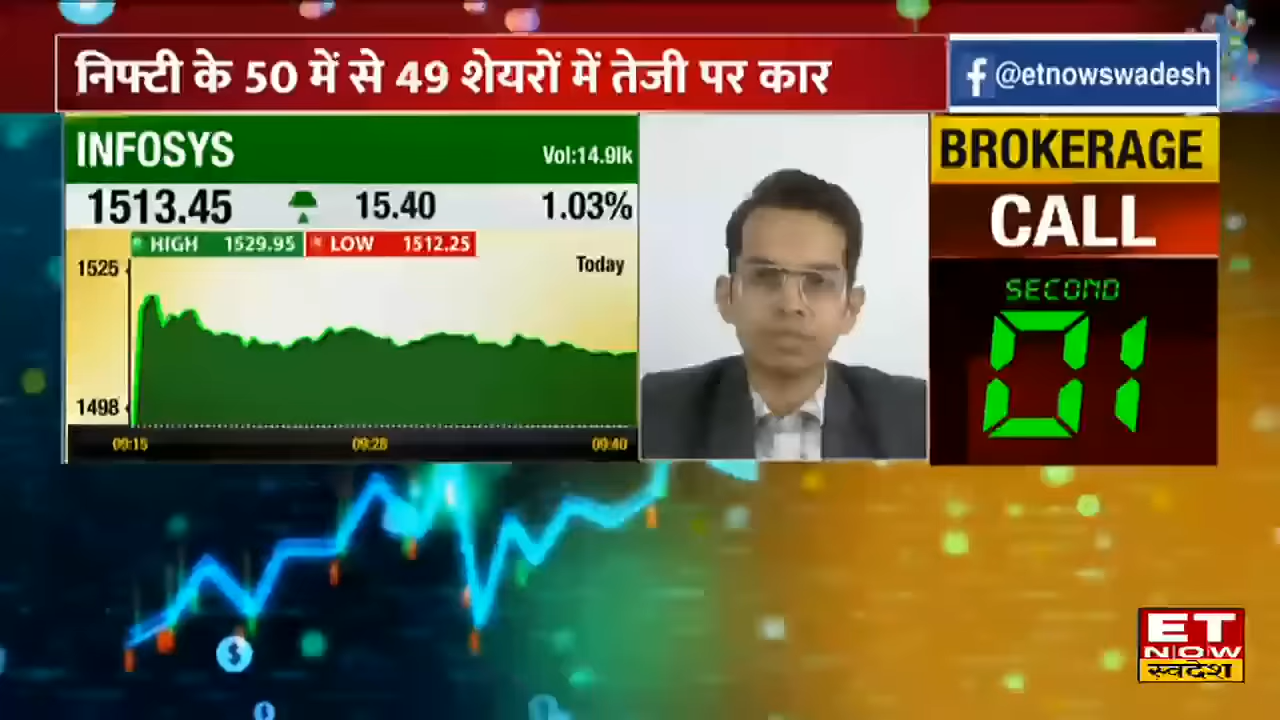 निफ्टी के 50 में से 49 शेयरों में तेजी पर कार
f @etnowswadesh
INFOSYS
Vol:14.9lk
1513.45 15.40 1.03%
HIGH 1529.95 LOW 1512.25
Today
1525
1498
09:15 09:28 09:40
BROKERAGE
CALL
SECOND
01
$
ET
NOW
स्वदेश